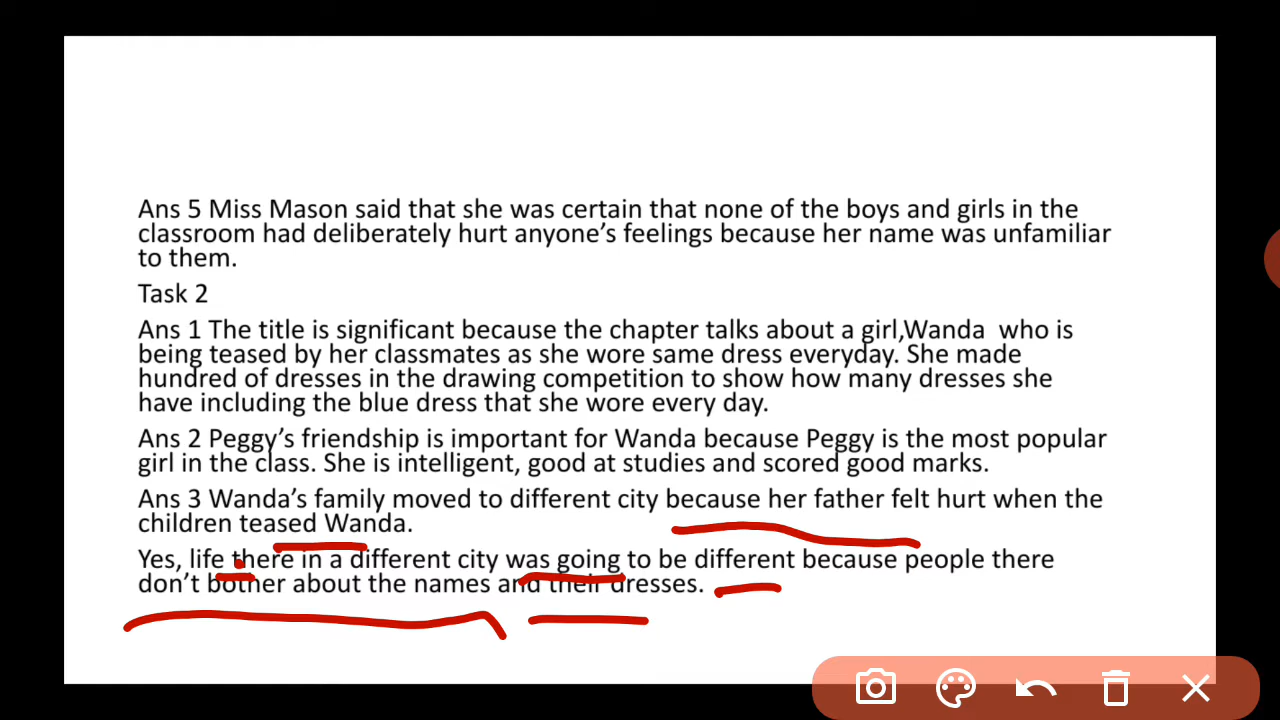 Ans 5 Miss Mason said that she was certain that none of the boys and girls in the
classroom had deliberately hurt anyone’s feelings because her name was unfamiliar
to them.
Task 2
Ans 1 The title is significant because the chapter talks about a girl,Wanda  who is
being teased by her classmates as she wore same dress everyday. She made
hundred of dresses in the drawing competition to show how many dresses she
have including the blue dress that she wore every day.
Ans 2 Peggy’s friendship is important for Wanda because Peggy is the most popular
girl in the class. She is intelligent, good at studies and scored good marks.
Ans 3 Wanda’s family moved to different city because her father felt hurt when the
children teased Wanda.
Yes, life there in a different city was going to be different because people there
don’t bother about the names and their dresses.